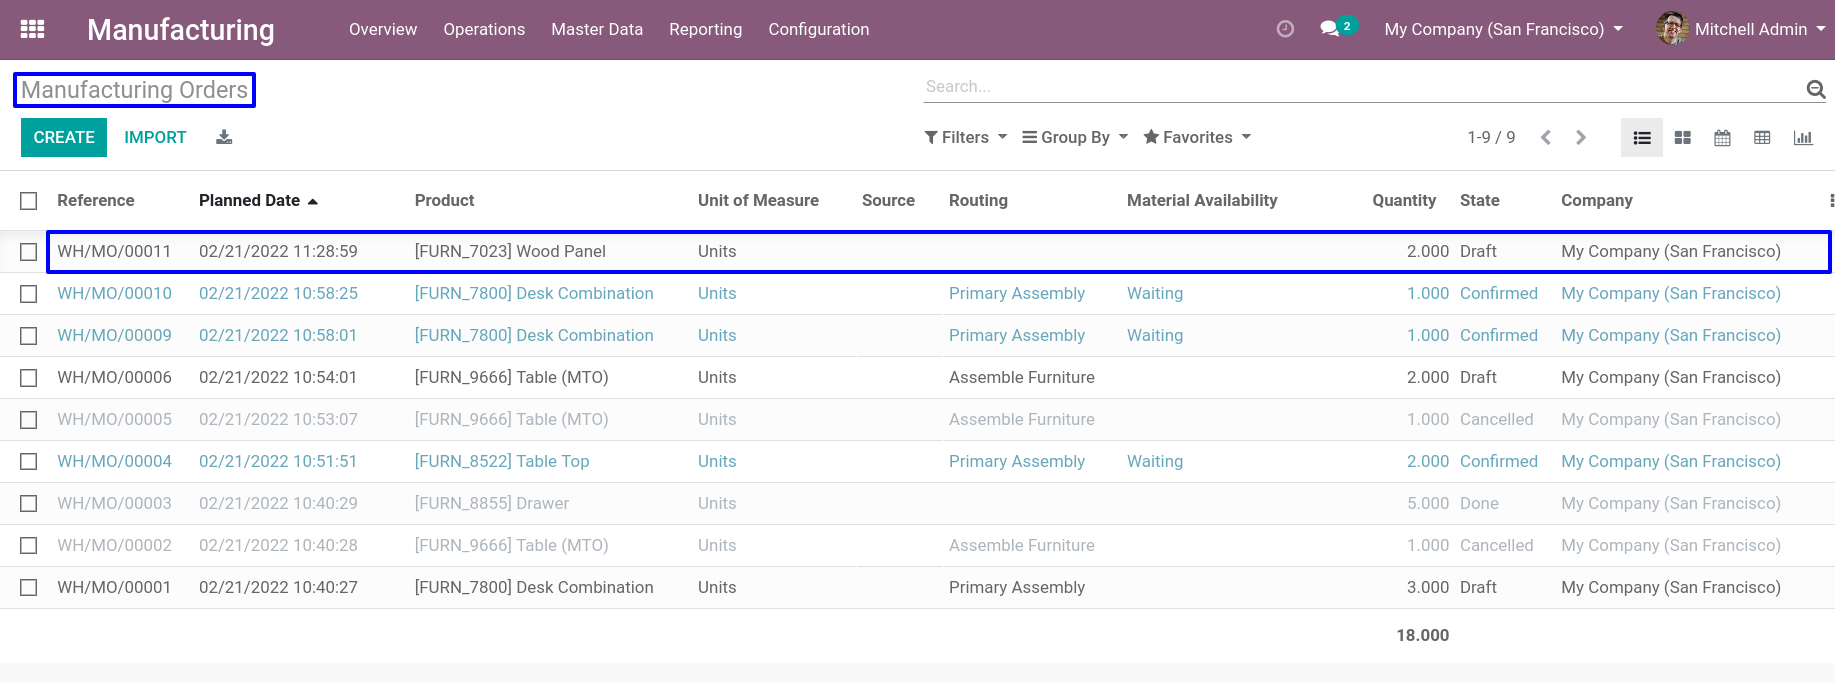 Manufacturing Overview Operations Master Data Reporting Configuration 2 My Company (San Francisco) Mitchell Admin
Manufacturing Orders Search...
CREATE IMPORT Filters Group By Favorites 1-9 / 9
Reference Planned Date Product Unit of Measure Source Routing Material Availability Quantity State Company
WH/MO/00011 02/21/2022 11:28:59 [FURN_7023] Wood Panel Units 2.000 Draft My Company (San Francisco)
WH/MO/00010 02/21/2022 10:58:25 [FURN_7800] Desk Combination Units Primary Assembly Waiting 1.000 Confirmed My Company (San Francisco)
WH/MO/00009 02/21/2022 10:58:01 [FURN_7800] Desk Combination Units Primary Assembly Waiting 1.000 Confirmed My Company (San Francisco)
WH/MO/00006 02/21/2022 10:54:01 [FURN_9666] Table (MTO) Units Assemble Furniture 2.000 Draft My Company (San Francisco)
WH/MO/00005 02/21/2022 10:53:07 [FURN_9666] Table (MTO) Units Assemble Furniture 1.000 Cancelled My Company (San Francisco)
WH/MO/00004 02/21/2022 10:51:51 [FURN_8522] Table Top Units Primary Assembly Waiting 2.000 Confirmed My Company (San Francisco)
WH/MO/00003 02/21/2022 10:40:29 [FURN_8855] Drawer Units 5.000 Done My Company (San Francisco)
WH/MO/00002 02/21/2022 10:40:28 [FURN_9666] Table (MTO) Units Assemble Furniture 1.000 Cancelled My Company (San Francisco)
WH/MO/00001 02/21/2022 10:40:27 [FURN_7800] Desk Combination Units Primary Assembly 3.000 Draft My Company (San Francisco)
18.000